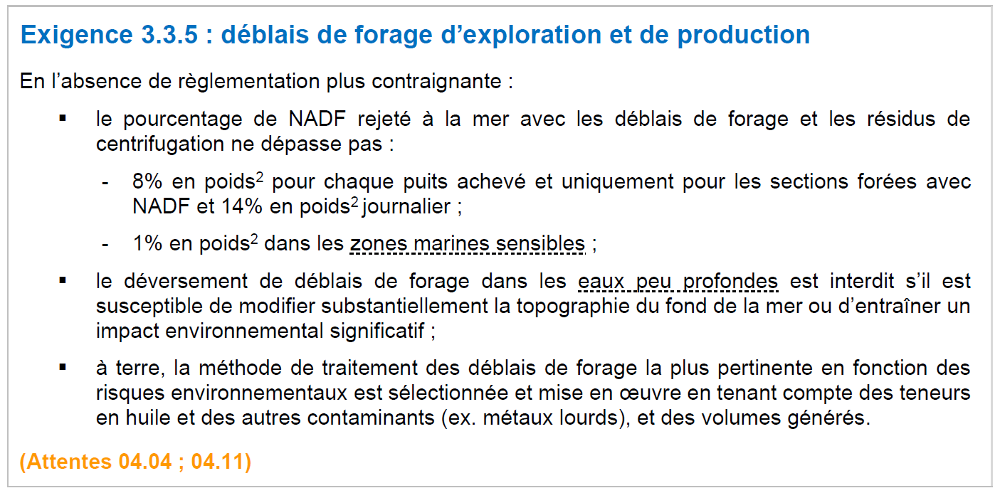 Exigence 3.3.5 : déblais de forage d’exploration et de production
En l’absence de règlementation plus contraignante :
▪ le pourcentage de NADF rejeté à la mer avec les déblais de forage et les résidus de
centrifugation ne dépasse pas :
- 8% en poids² pour chaque puits achevé et uniquement pour les sections forées avec
NADF et 14% en poids² journalier ;
- 1% en poids² dans les zones marines sensibles ;
▪ le déversement de déblais de forage dans les eaux peu profondes est interdit s’il est
susceptible de modifier substantiellement la topographie du fond de la mer ou d’entraîner un
impact environnemental significatif ;
▪ à terre, la méthode de traitement des déblais de forage la plus pertinente en fonction des
risques environnementaux est sélectionnée et mise en œuvre en tenant compte des teneurs
en huile et des autres contaminants (ex. métaux lourds), et des volumes générés.
(Attentes 04.04 ; 04.11)